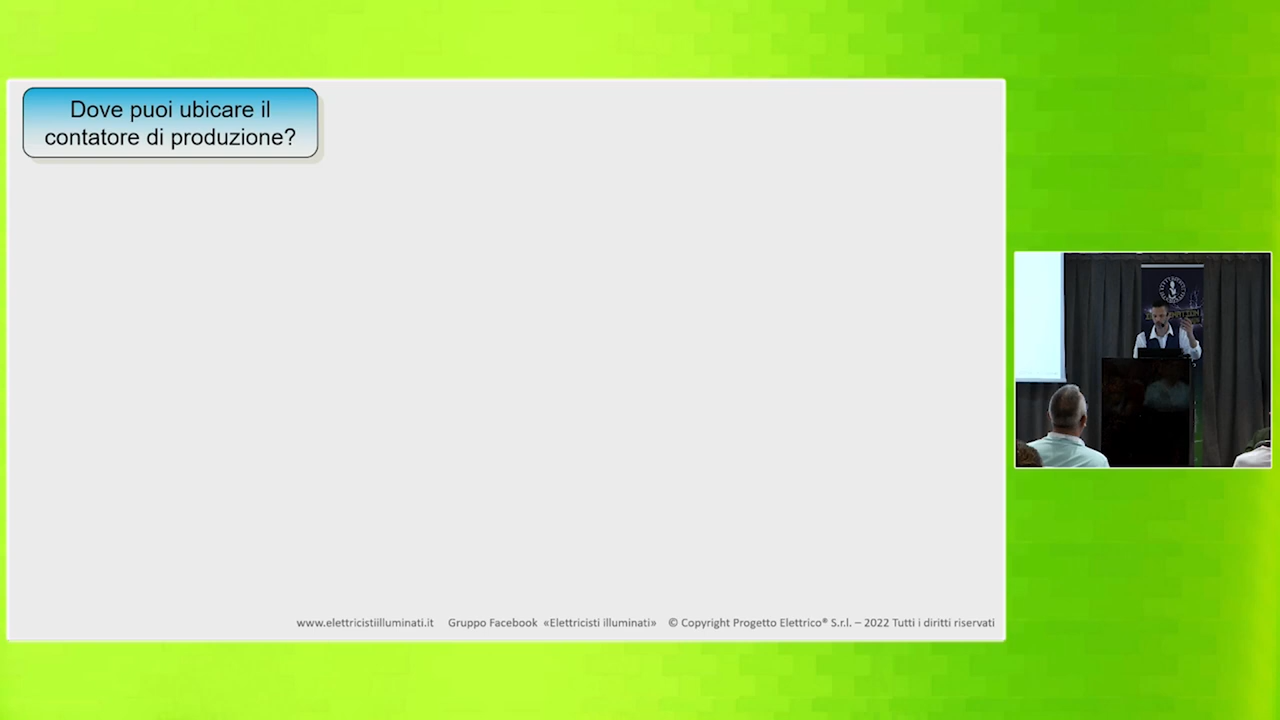 Dove puoi ubicare il
contatore di produzione?
www.elettricistiilluminati.it Gruppo Facebook «Elettricisti illuminati» © Copyright Progetto Elettrico® S.r.l. – 2022 Tutti i diritti riservati